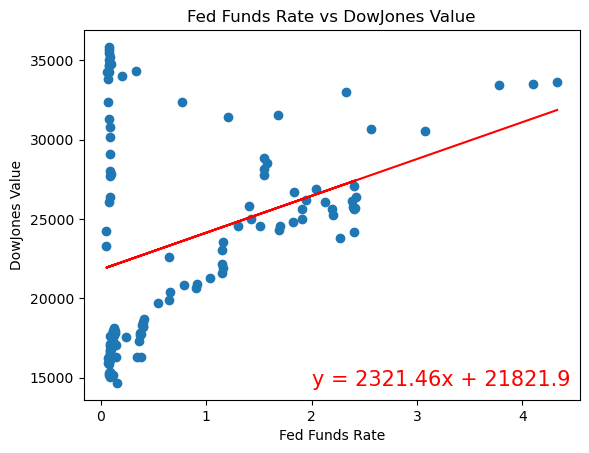 Fed Funds Rate vs DowJones Value
DowJones Value
35000
30000
25000
20000
15000
y = 2321.46x + 21821.9
0 1 2 3 4
Fed Funds Rate